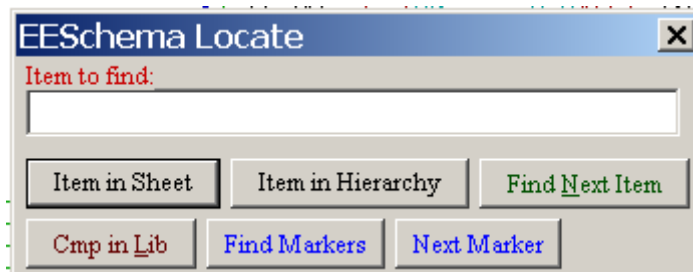 EESchema Locate
Item to find:
Item in Sheet Item in Hierarchy Find Next Item
Cmp in Lib Find Markers Next Marker